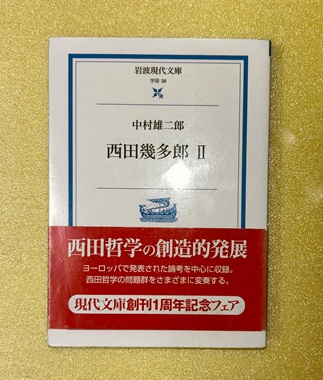 岩波現代文庫
学術 38
中村雄二郎
西田幾多郎 Ⅱ
西田哲学の創造的発展
ヨーロッパで発表された論考を中心に収録。
西田哲学の問題群をさまざまに変奏する。
現代文庫創刊1周年記念フェア